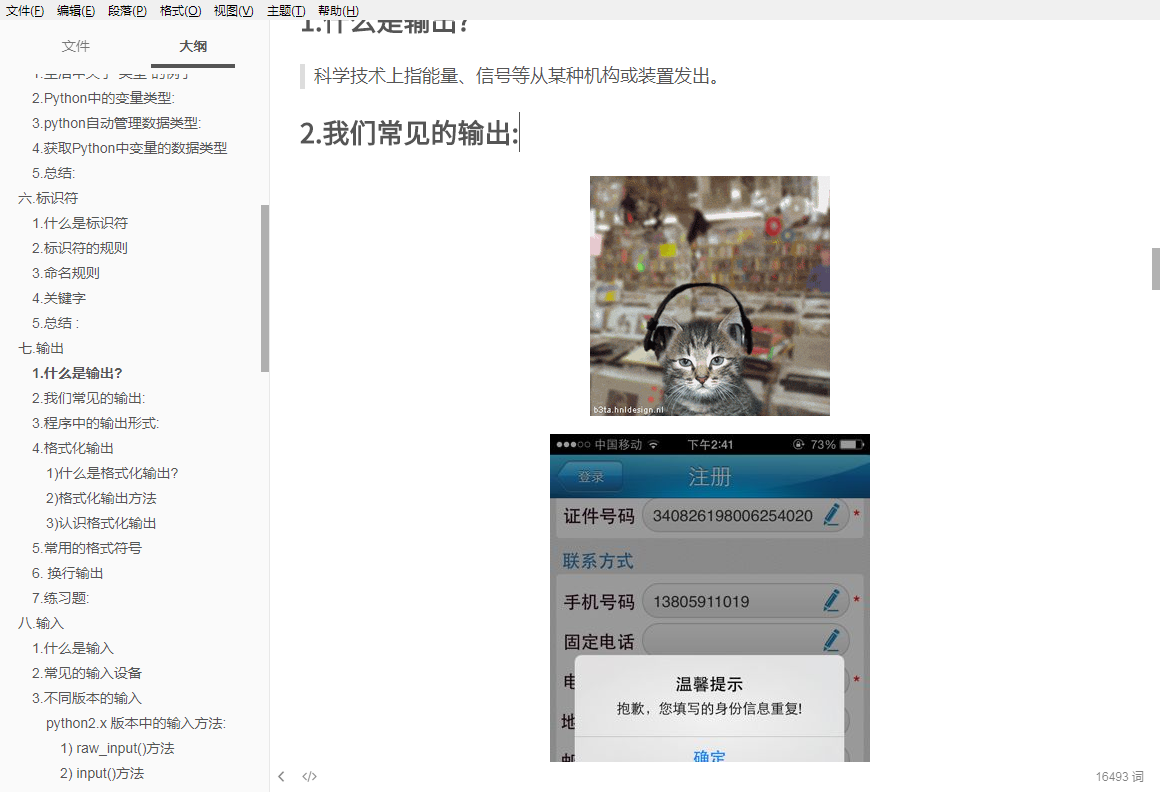 文件(F) 编辑(E) 段落(P) 格式(O) 视图(V) 主题(T) 帮助(H)
文件 大纲
1.生活中关于"类型"的例子
2.Python中的变量类型:
3.python自动管理数据类型:
4.获取Python中变量的数据类型
5.总结:
六.标识符
1.什么是标识符
2.标识符的规则
3.命名规则
4.关键字
5.总结 :
七.输出
1.什么是输出?
2.我们常见的输出:
3.程序中的输出形式:
4.格式化输出
1)什么是格式化输出?
2)格式化输出方法
3)认识格式化输出
5.常用的格式符号
6. 换行输出
7.练习题:
八.输入
1.什么是输入
2.常见的输入设备
3.不同版本的输入
python2.x 版本中的输入方法:
1) raw_input()方法
2) input()方法
1.什么是输出?
科学技术上指能量、信号等从某种机构或装置发出。
2.我们常见的输出:
b3ta.hnldesign.nl
中国移动 下午2:41 73%
登录 注册
证件号码 340826198006254020 *
联系方式
手机号码 13805911019 *
固定电话
电 *
温馨提示
抱歉，您填写的身份信息重复!
地
邮
确定
</> 16493 词